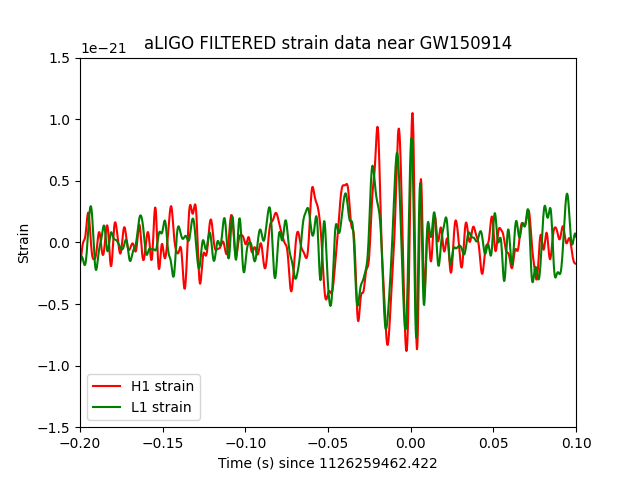 aLIGO FILTERED strain data near GW150914
1e−21
1.5
1.0
0.5
0.0
−0.5
−1.0
−1.5
Strain
H1 strain
L1 strain
−0.20 −0.15 −0.10 −0.05 0.00 0.05 0.10
Time (s) since 1126259462.422